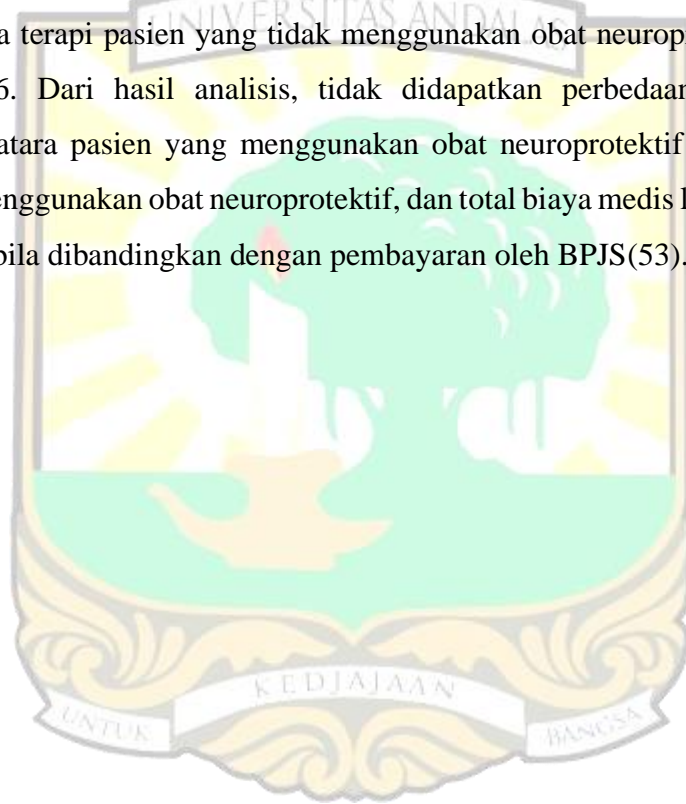 UNIVERSITAS ANDALAS
a terapi pasien yang tidak menggunakan obat neurop
6. Dari hasil analisis, tidak didapatkan perbedaan
atara pasien yang menggunakan obat neuroprotektif
enggunakan obat neuroprotektif, dan total biaya medis l
bila dibandingkan dengan pembayaran oleh BPJS(53).
KEDJAJAAN
UNTUK
BANGSA